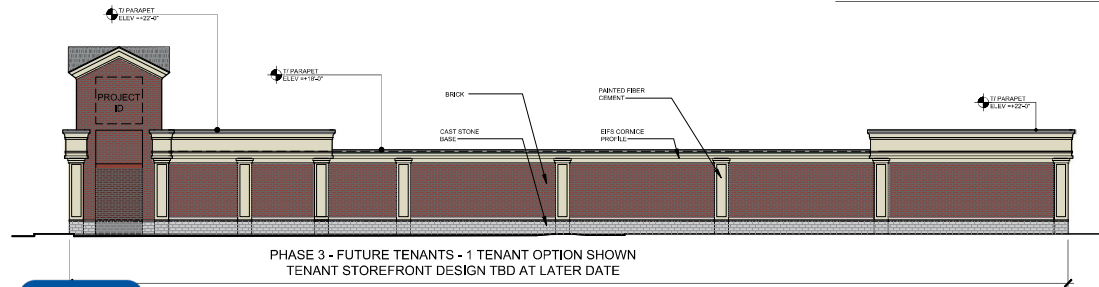 T/ PARAPET
ELEV =+22'-0"
T/ PARAPET
ELEV =+18'-0"
PROJECT
ID
BRICK
PAINTED FIBER
CEMENT
T/ PARAPET
ELEV =+22'-0"
CAST STONE
BASE
EIFS CORNICE
PROFILE
PHASE 3 - FUTURE TENANTS - 1 TENANT OPTION SHOWN
TENANT STOREFRONT DESIGN TBD AT LATER DATE